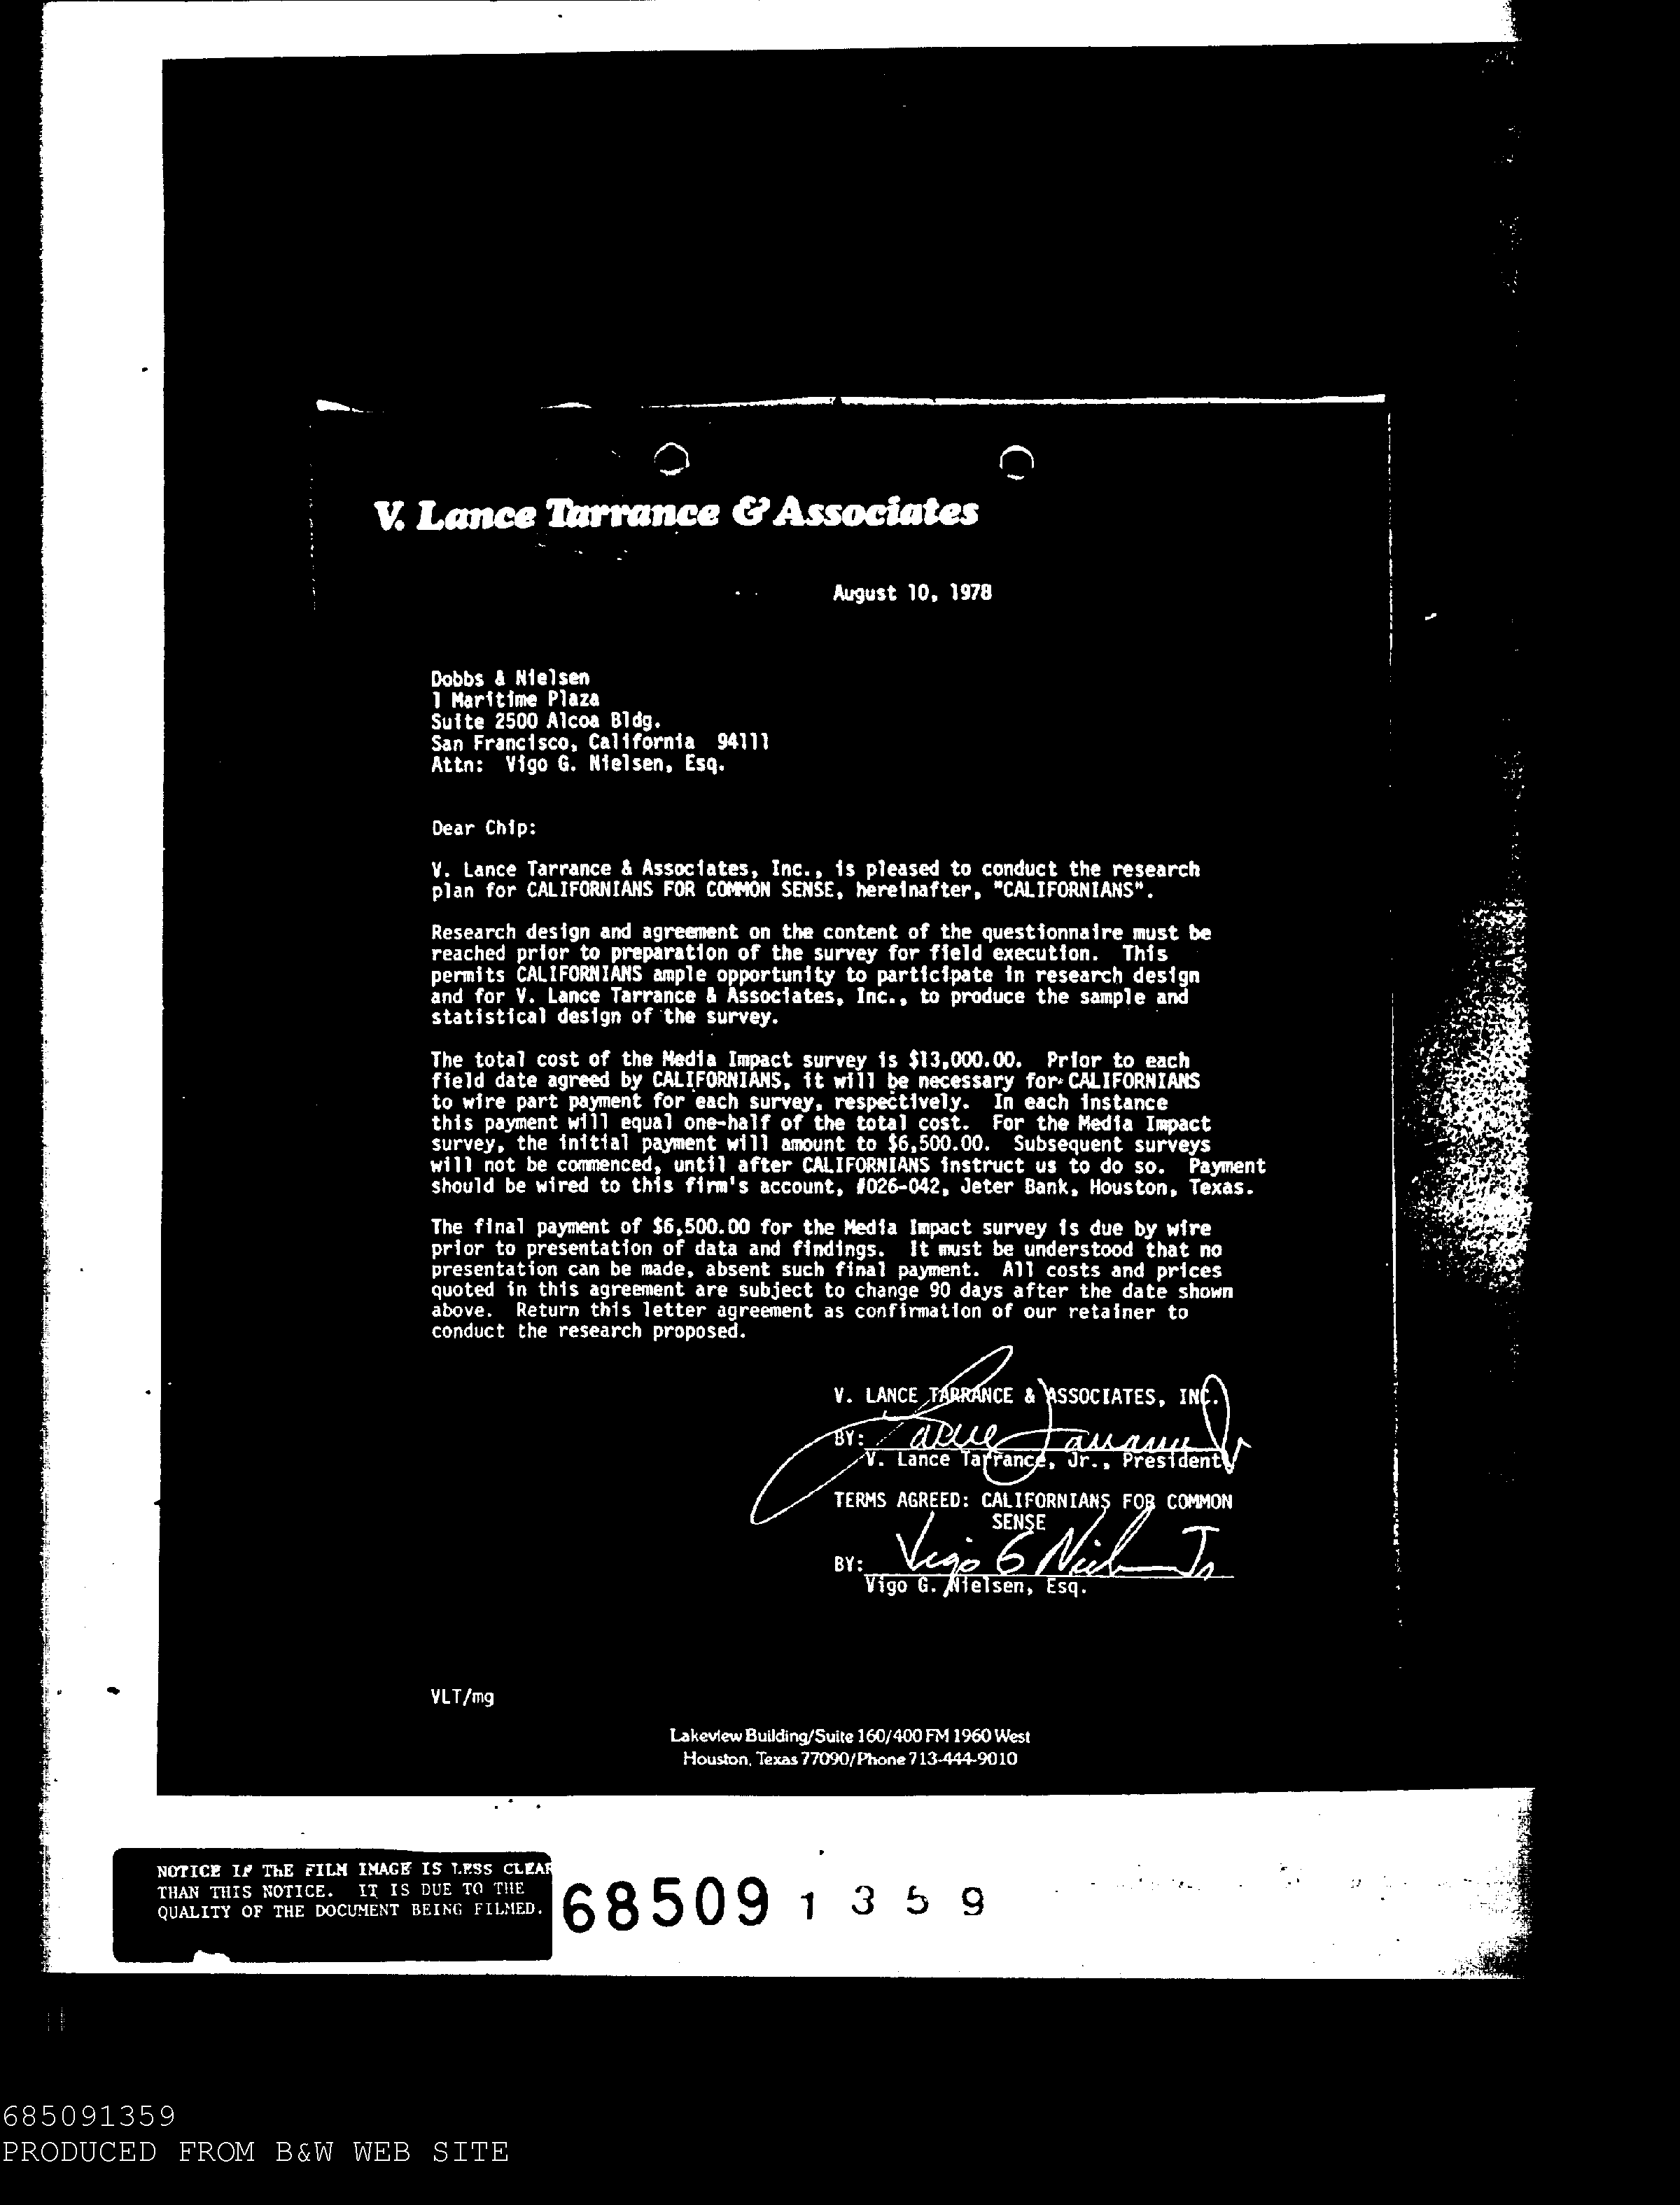 V. Lance Tarrance & Associates
August 10, 1978
Dobbs & Nielsen
1 Maritime Plaza
Suite 2500 Alcoa Bldg.
San Francisco, California 94111
Attn: Vigo G. Nielsen, Esq.
Dear Chip:
V. Lance Tarrance & Associates, Inc., is pleased to conduct the research
plan for CALIFORNIANS FOR COMMON SENSE, hereinafter, "CALIFORNIANS".
Research design and agreement on the content of the questionnaire must be
reached prior to preparation of the survey for field execution. This
permits CALIFORNIANS ample opportunity to participate in research design
and for V. Lance Tarrance & Associates, Inc., to produce the sample and
statistical design of the survey.
The total cost of the Media Impact survey is $13,000.00. Prior to each
field date agreed by CALIFORNIANS, it will be necessary for CALIFORNIANS
to wire part payment for each survey, respectively. In each instance
this payment will equal one-half of the total cost. For the Media Impact
survey, the initial payment will amount to $6,500.00. Subsequent surveys
will not be commenced, until after CALIFORNIANS instruct us to do so. Payment
should be wired to this firm's account, #026-042, Jeter Bank, Houston, Texas.
The final payment of $6,500.00 for the Media Impact survey is due by wire
prior to presentation of data and findings. It must be understood that no
presentation can be made, absent such final payment. All costs and prices
quoted in this agreement are subject to change 90 days after the date shown
above. Return this letter agreement as confirmation of our retainer to
conduct the research proposed.
V. LANCE TARRANCE & ASSOCIATES, INC.
BY: Lance Tarrance Jr
V. Lance Tarrance, Jr., President
TERMS AGREED: CALIFORNIANS FOR COMMON
SENSE
BY: Vigo G Nielsen Jr
Vigo G. Nielsen, Esq.
VLT/mg
Lakeview Building/Suite 160/400 FM 1960 West
Houston, Texas 77090/Phone 713-444-9010
NOTICE IF THE FILM IMAGE IS LESS CLEAR
THAN THIS NOTICE. IT IS DUE TO THE
QUALITY OF THE DOCUMENT BEING FILMED.
68509 1 3 5 9
685091359
PRODUCED FROM B&W WEB SITE